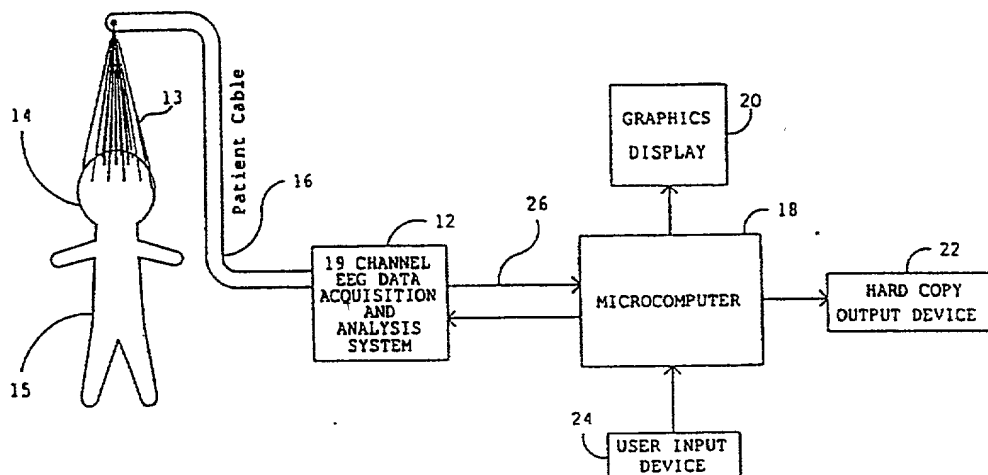 13
14
Patient Cable
16
15
12
19 CHANNEL
EEG DATA
ACQUISITION
AND
ANALYSIS
SYSTEM
26
GRAPHICS
DISPLAY
20
18
MICROCOMPUTER
22
HARD COPY
OUTPUT DEVICE
24
USER INPUT
DEVICE